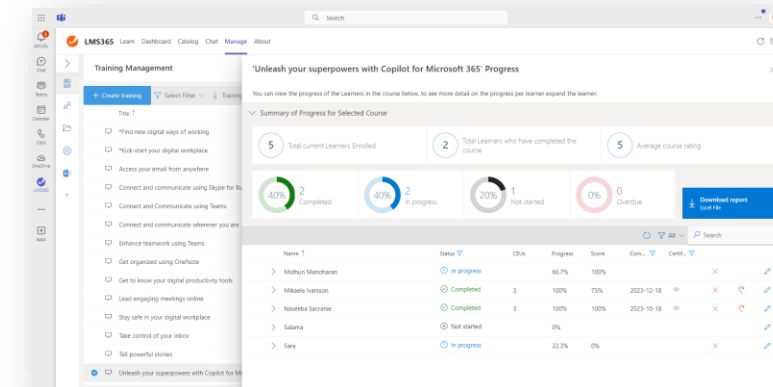 Search
Activity
Chat
Teams
Calendar
Calls
OneDrive
LMS365
Apps
LMS365 Learn Dashboard Catalog Chat Manage About
Training Management
+ Create training Select Filter Training
Title ↑
*Find new digital ways of working
*Kick-start your digital workplace
Access your email from anywhere
Connect and communicate using Skype for Bu
Connect and Communicate using Teams
Connect and communicate wherever you are
Enhance teamwork using Teams
Get organized using OneNote
Get to know your digital productivity tools
Lead engaging meetings online
Stay safe in your digital workplace
Take control of your inbox
Tell powerful stories
Unleash your superpowers with Copilot for Mi
'Unleash your superpowers with Copilot for Microsoft 365' Progress
You can view the progress of the Learners in the course below, to see more detail on the progress per learner expand the learner.
Summary of Progress for Selected Course
5 Total current Learners Enrolled
2 Total Learners who have completed the course
5 Average course rating
40% 2 Completed
40% 2 In progress
20% 1 Not started
0% 0 Overdue
Download report
Excel File
All Search
Name ↑ Status CEUs Progress Score Com... Certif...
Midhun Manoharan In progress 66.7% 100%
Mikaela Ivarsson Completed 3 100% 75% 2023-12-18
Naseeba Sacranie Completed 3 100% 100% 2023-10-18
Salama Not started 0%
Sara In progress 22.3% 0%